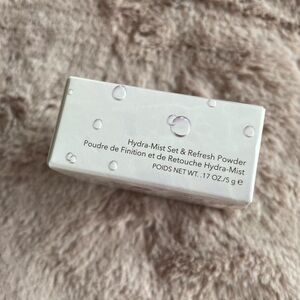 Hydra-Mist Set & Refresh Powder
Poudre de Finition et de Retouche Hydra-Mist
POIDS NET WT. .17 OZ./5 g e